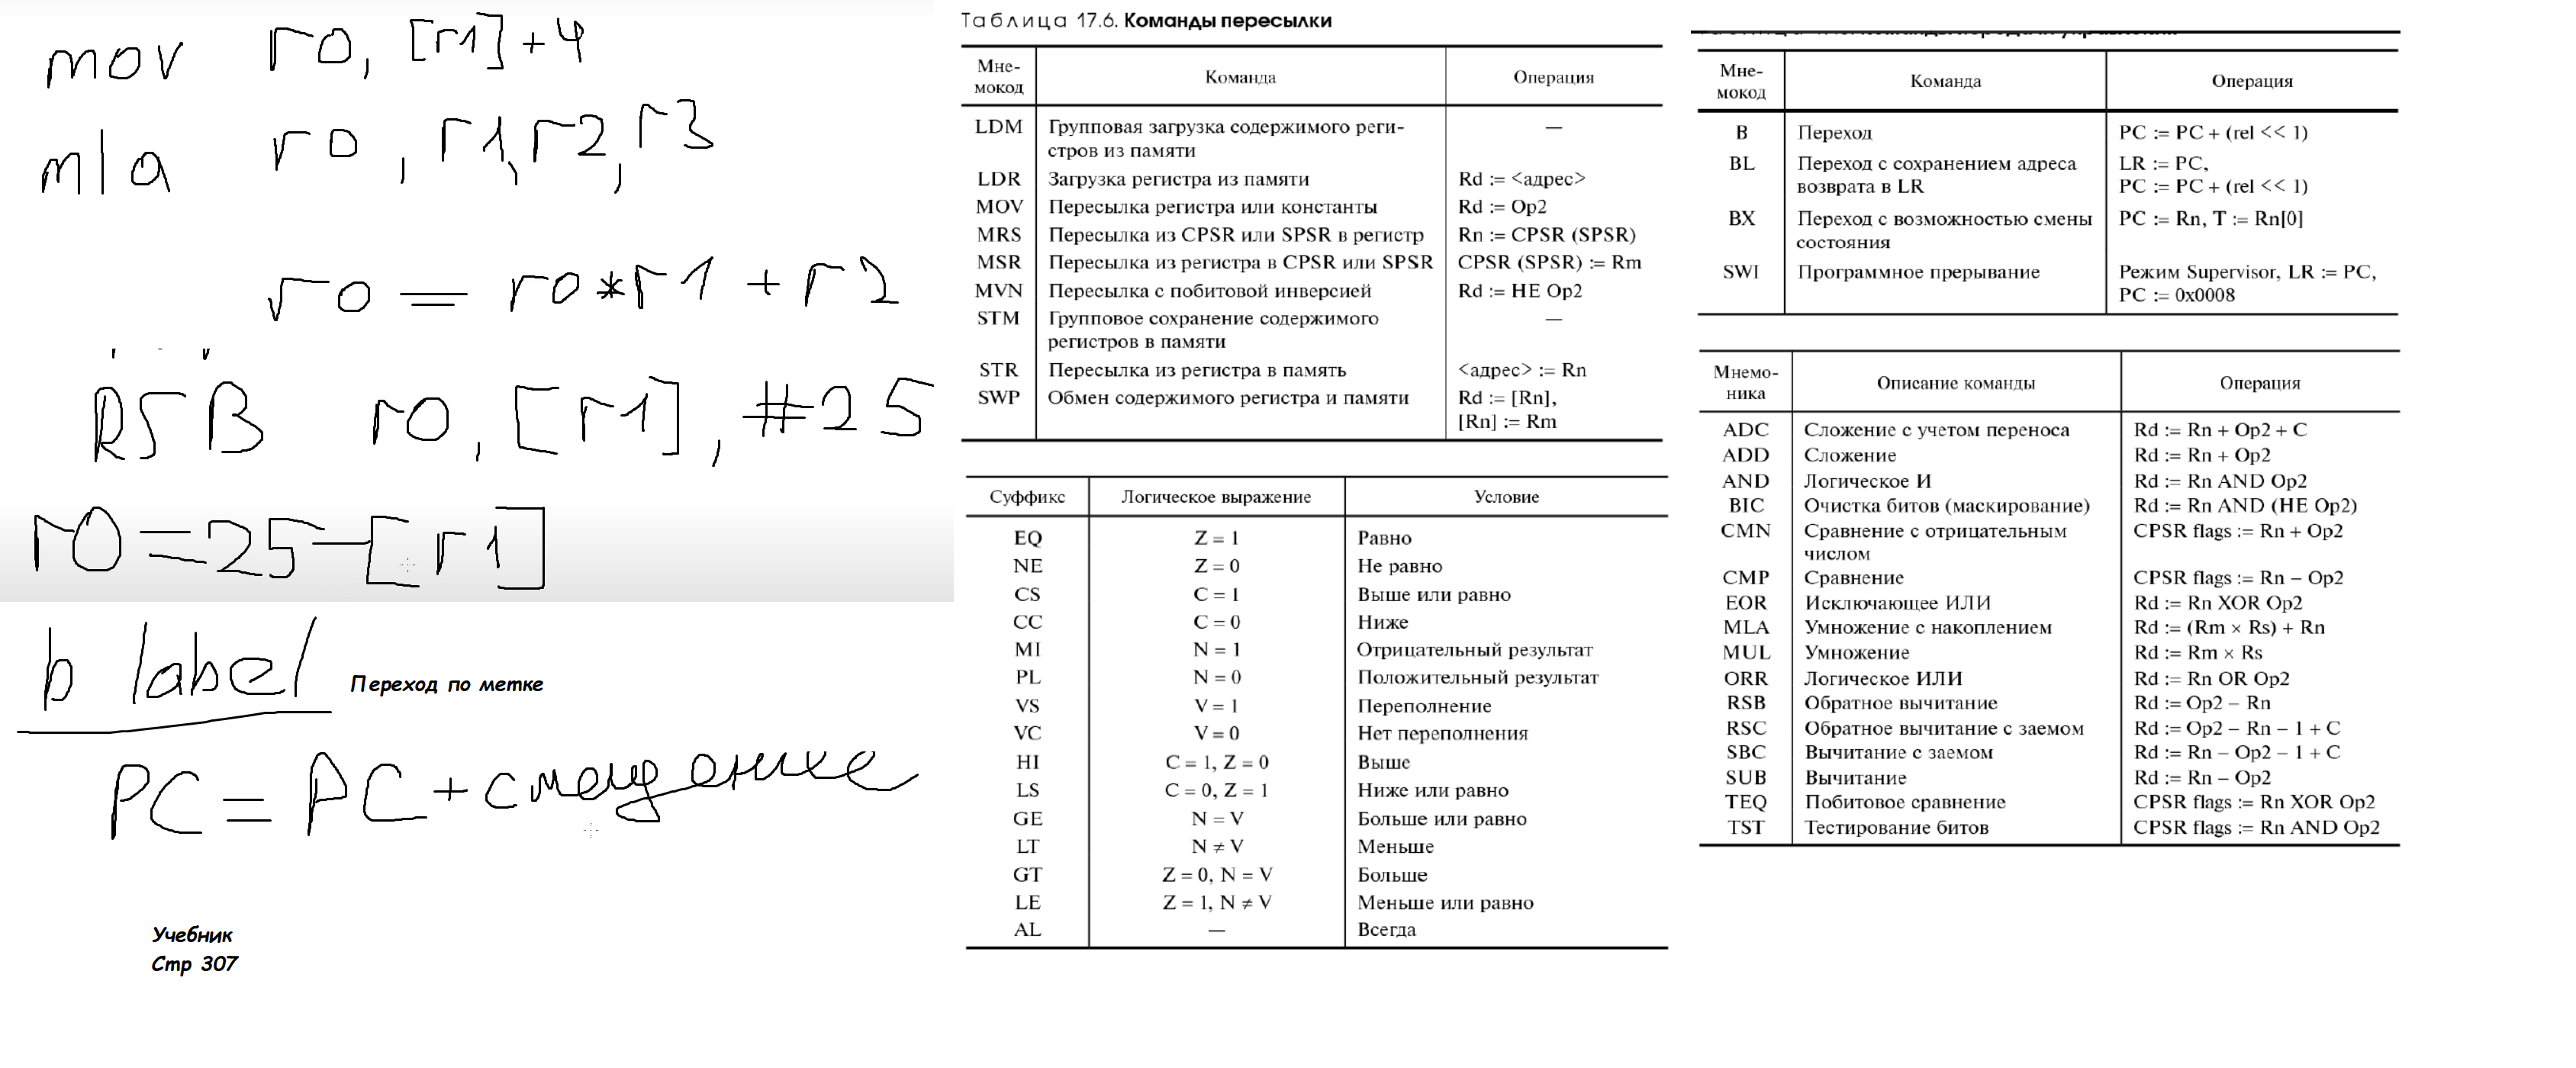 mov r0, [r1]+4
mla r0, r1, r2, r3
r0 = r0*r1 + r2
RSB r0, [r1], #25
r0=25-[r1]
b label
Переход по метке
PC = PC + смещение
Учебник
Стр 307
Таблица 17.6. Команды пересылки
Мне-
мокод Команда Операция
LDM Групповая загрузка содержимого реги- —
стров из памяти
LDR Загрузка регистра из памяти Rd := <адрес>
MOV Пересылка регистра или константы Rd := Op2
MRS Пересылка из CPSR или SPSR в регистр Rn := CPSR (SPSR)
MSR Пересылка из регистра в CPSR или SPSR CPSR (SPSR) := Rm
MVN Пересылка с побитовой инверсией Rd := НЕ Op2
STM Групповое сохранение содержимого —
регистров в памяти
STR Пересылка из регистра в память <адрес> := Rn
SWP Обмен содержимого регистра и памяти Rd := [Rn],
[Rn] := Rm
Суффикс Логическое выражение Условие
EQ Z = 1 Равно
NE Z = 0 Не равно
CS C = 1 Выше или равно
CC C = 0 Ниже
MI N = 1 Отрицательный результат
PL N = 0 Положительный результат
VS V = 1 Переполнение
VC V = 0 Нет переполнения
HI C = 1, Z = 0 Выше
LS C = 0, Z = 1 Ниже или равно
GE N = V Больше или равно
LT N ≠ V Меньше
GT Z = 0, N = V Больше
LE Z = 1, N ≠ V Меньше или равно
AL — Всегда
Мне-
мокод Команда Операция
B Переход PC := PC + (rel << 1)
BL Переход с сохранением адреса LR := PC,
возврата в LR PC := PC + (rel << 1)
BX Переход с возможностью смены PC := Rn, T := Rn[0]
состояния
SWI Программное прерывание Режим Supervisor, LR := PC,
PC := 0x0008
Мнемо-
ника Описание команды Операция
ADC Сложение с учетом переноса Rd := Rn + Op2 + C
ADD Сложение Rd := Rn + Op2
AND Логическое И Rd := Rn AND Op2
BIC Очистка битов (маскирование) Rd := Rn AND (НЕ Op2)
CMN Сравнение с отрицательным CPSR flags := Rn + Op2
числом
CMP Сравнение CPSR flags := Rn − Op2
EOR Исключающее ИЛИ Rd := Rn XOR Op2
MLA Умножение с накоплением Rd := (Rm × Rs) + Rn
MUL Умножение Rd := Rm × Rs
ORR Логическое ИЛИ Rd := Rn OR Op2
RSB Обратное вычитание Rd := Op2 − Rn
RSC Обратное вычитание с заемом Rd := Op2 − Rn − 1 + C
SBC Вычитание с заемом Rd := Rn − Op2 − 1 + C
SUB Вычитание Rd := Rn − Op2
TEQ Побитовое сравнение CPSR flags := Rn XOR Op2
TST Тестирование битов CPSR flags := Rn AND Op2